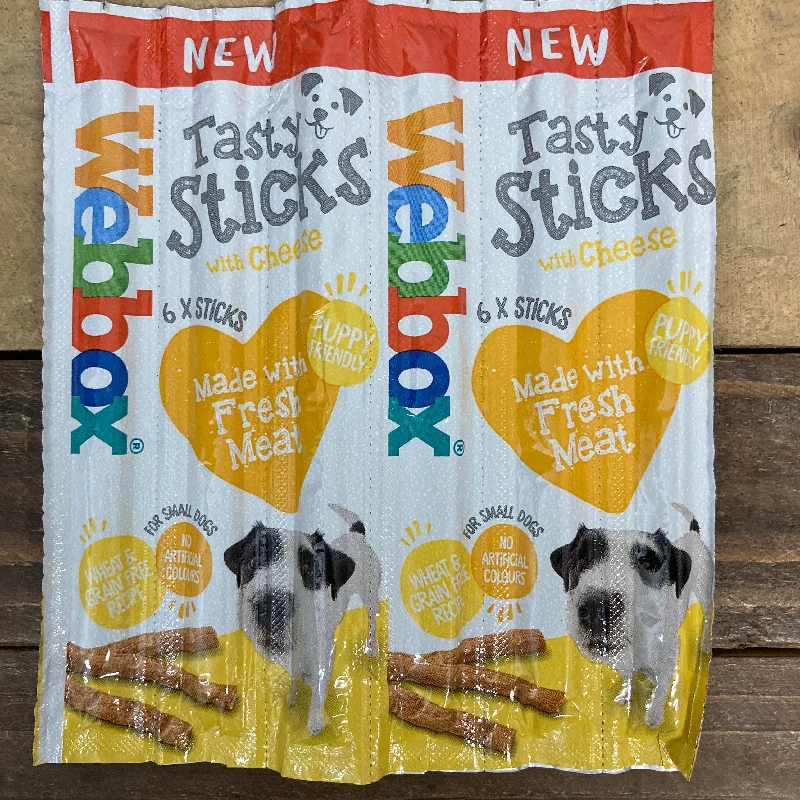 NEW
Webbox®
Tasty
Sticks
with Cheese
6 X STICKS
PUPPY
FRIENDLY
Made with
Fresh
Meat
FOR SMALL DOGS
WHEAT &
GRAIN FREE
RECIPE
NO
ARTIFICIAL
COLOURS
NEW
Webbox®
Tasty
Sticks
with Cheese
6 X STICKS
PUPPY
FRIENDLY
Made with
Fresh
Meat
FOR SMALL DOGS
WHEAT &
GRAIN FREE
RECIPE
NO
ARTIFICIAL
COLOURS